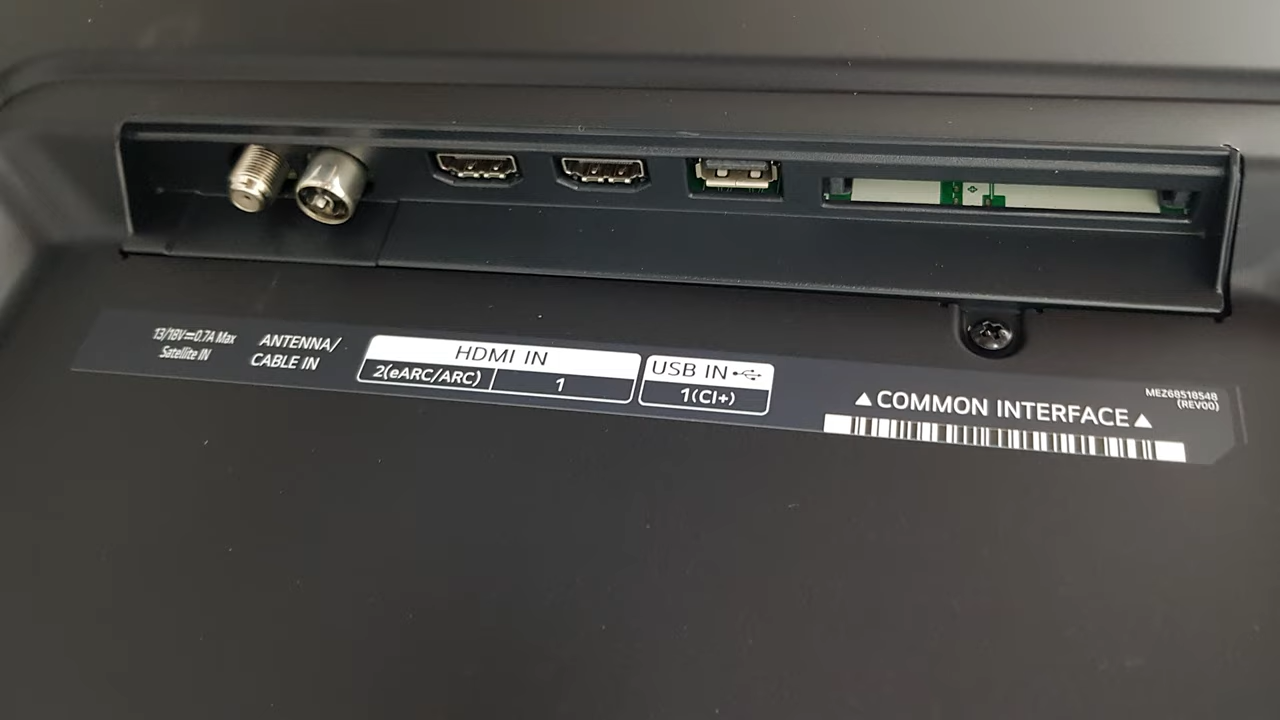 13/18V⎓0.7A Max
Satellite IN
ANTENNA/
CABLE IN
HDMI IN
2(eARC/ARC)
1
USB IN
1(CI+)
▲COMMON INTERFACE▲
MEZ68518548
(REV00)